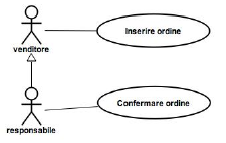 Inserire ordine
venditore
Confermare ordine
responsabile